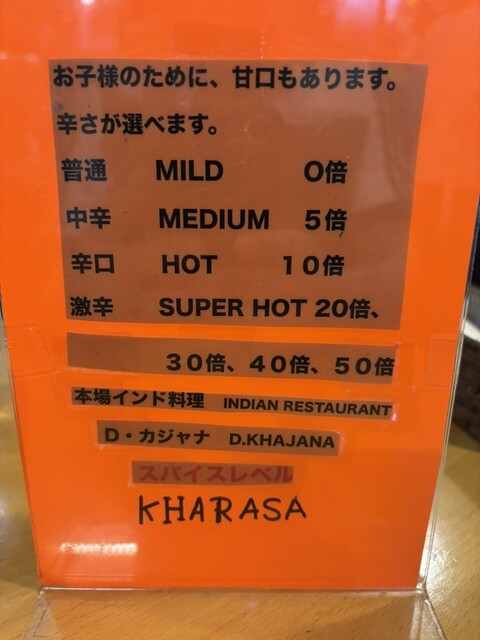 お子様のために、甘口もあります。
辛さが選べます。
普通 MILD 0倍
中辛 MEDIUM 5倍
辛口 HOT 10倍
激辛 SUPER HOT 20倍、
30倍、40倍、50倍
本場インド料理 INDIAN RESTAURANT
D・カジャナ D.KHAJANA
スパイスレベル
KHARASA